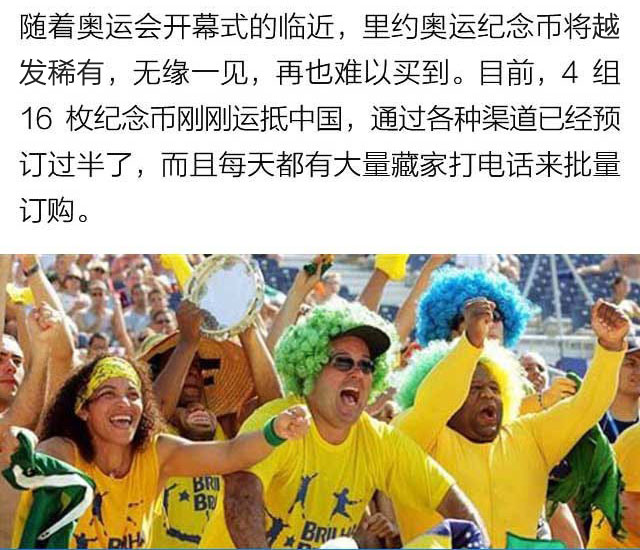 随着奥运会开幕式的临近，里约奥运纪念币将越
发稀有，无缘一见，再也难以买到。目前，4 组
16 枚纪念币刚刚运抵中国，通过各种渠道已经预
订过半了，而且每天都有大量藏家打电话来批量
订购。